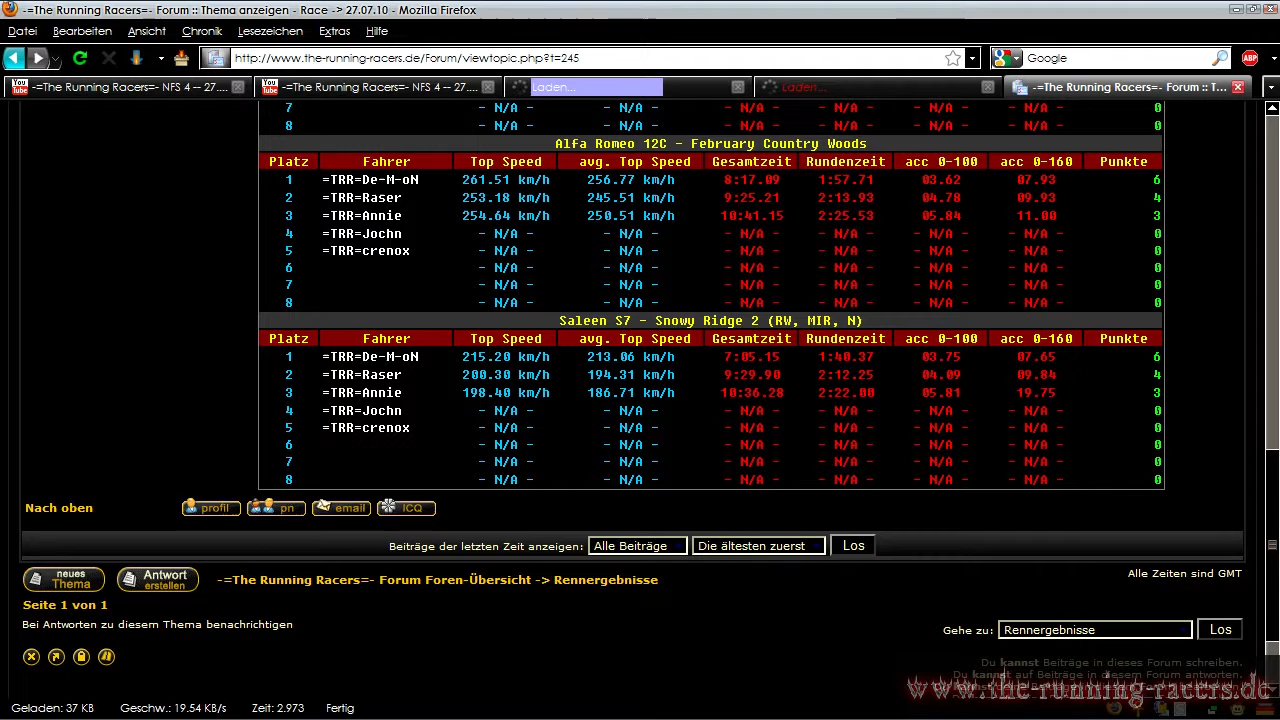 -=The Running Racers=- Forum :: Thema anzeigen - Race -> 27.07.10 - Mozilla Firefox
Datei Bearbeiten Ansicht Chronik Lesezeichen Extras Hilfe
http://www.the-running-racers.de/Forum/viewtopic.php?t=245 Google ABP
-=The Running Racers=- NFS 4 -- 27.... -=The Running Racers=- NFS 4 -- 27.... Laden... Laden... -=The Running Racers=- Forum :: T...
7 - N/A - - N/A - - N/A - - N/A - - N/A - - N/A - 0
8 - N/A - - N/A - - N/A - - N/A - - N/A - - N/A - 0
Alfa Romeo 12C - February Country Woods
Platz Fahrer Top Speed avg. Top Speed Gesamtzeit Rundenzeit acc 0-100 acc 0-160 Punkte
1 =TRR=De-M-oN 261.51 km/h 256.77 km/h 8:17.09 1:57.71 03.62 07.93 6
2 =TRR=Raser 253.18 km/h 245.51 km/h 9:25.21 2:13.93 04.78 09.93 4
3 =TRR=Annie 254.64 km/h 250.51 km/h 10:41.15 2:25.53 05.84 11.00 3
4 =TRR=Jochn - N/A - - N/A - - N/A - - N/A - - N/A - - N/A - 0
5 =TRR=crenox - N/A - - N/A - - N/A - - N/A - - N/A - - N/A - 0
6 - N/A - - N/A - - N/A - - N/A - - N/A - - N/A - 0
7 - N/A - - N/A - - N/A - - N/A - - N/A - - N/A - 0
8 - N/A - - N/A - - N/A - - N/A - - N/A - - N/A - 0
Saleen S7 - Snowy Ridge 2 (RW, MIR, N)
Platz Fahrer Top Speed avg. Top Speed Gesamtzeit Rundenzeit acc 0-100 acc 0-160 Punkte
1 =TRR=De-M-oN 215.20 km/h 213.06 km/h 7:05.15 1:40.37 03.75 07.65 6
2 =TRR=Raser 200.30 km/h 194.31 km/h 9:29.90 2:12.25 04.09 09.84 4
3 =TRR=Annie 198.40 km/h 186.71 km/h 10:36.28 2:22.00 05.81 19.75 3
4 =TRR=Jochn - N/A - - N/A - - N/A - - N/A - - N/A - - N/A - 0
5 =TRR=crenox - N/A - - N/A - - N/A - - N/A - - N/A - - N/A - 0
6 - N/A - - N/A - - N/A - - N/A - - N/A - - N/A - 0
7 - N/A - - N/A - - N/A - - N/A - - N/A - - N/A - 0
8 - N/A - - N/A - - N/A - - N/A - - N/A - - N/A - 0
Nach oben profil pn email ICQ
Beiträge der letzten Zeit anzeigen: Alle Beiträge Die ältesten zuerst Los
neues Thema Antwort erstellen -=The Running Racers=- Forum Foren-Übersicht -> Rennergebnisse Alle Zeiten sind GMT
Seite 1 von 1
Bei Antworten zu diesem Thema benachrichtigen
Gehe zu: Rennergebnisse Los
Du kannst Beiträge in dieses Forum schreiben.
Du kannst auf Beiträge in diesem Forum antworten.
www.the-running-racers.de
Geladen: 37 KB Geschw.: 19.54 KB/s Zeit: 2.973 Fertig